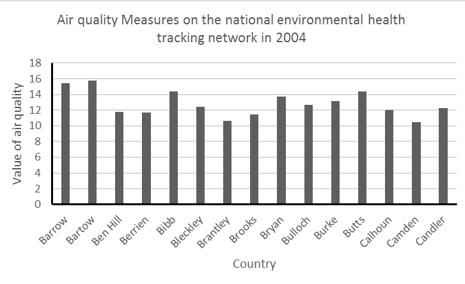 Air quality Measures on the national environmental health
tracking network in 2004
Value of air quality
18
16
14
12
10
8
6
4
2
0
Barrow
Bartow
Ben Hill
Berrien
Bibb
Bleckley
Brantley
Brooks
Bryan
Bulloch
Burke
Butts
Calhoun
Camden
Candler
Country